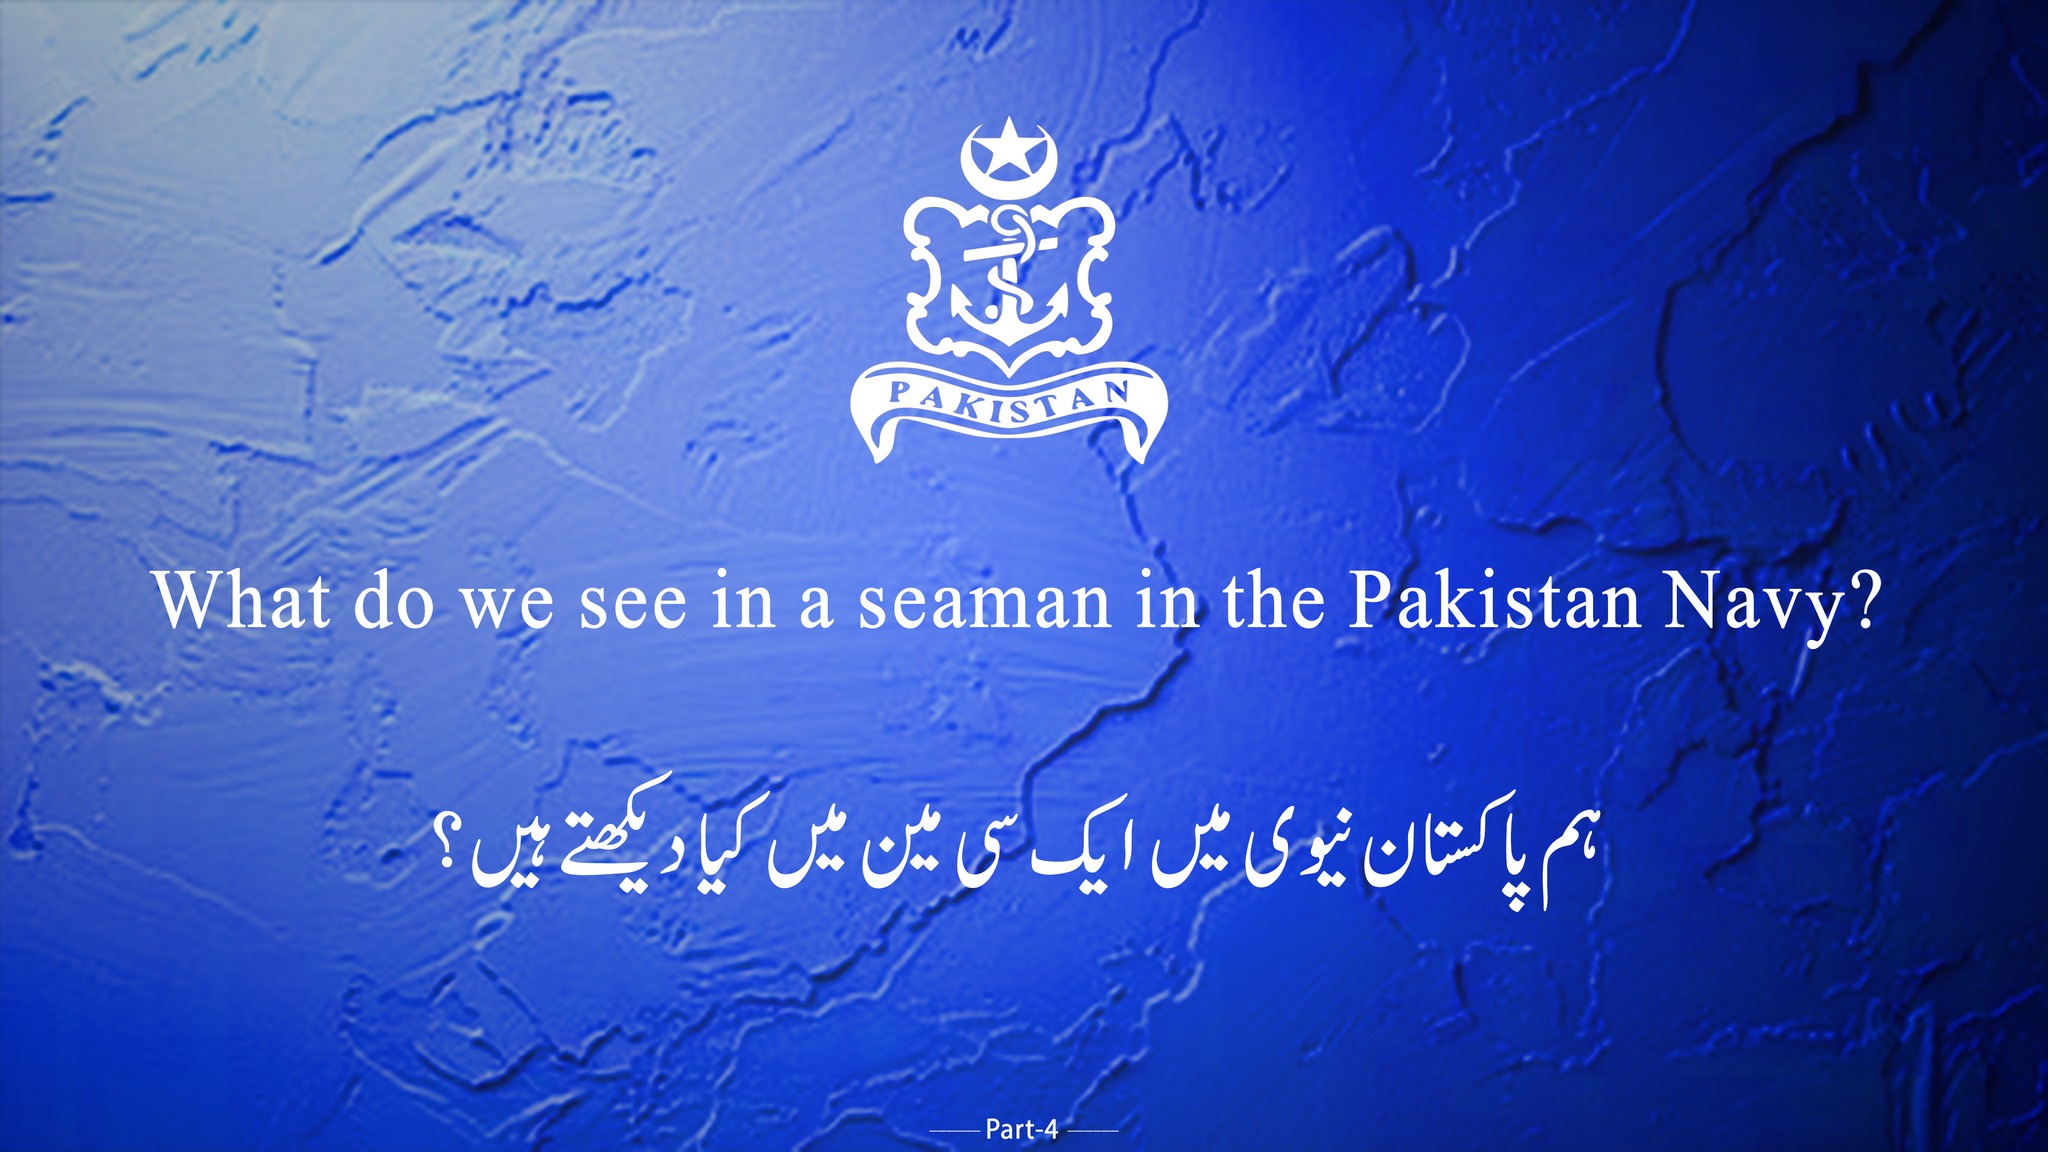 PAKISTAN
What do we see in a seaman in the Pakistan Navy?
ہم پاکستان نیوی میں ایک سی مین میں کیا دیکھتے ہیں؟
Part-4